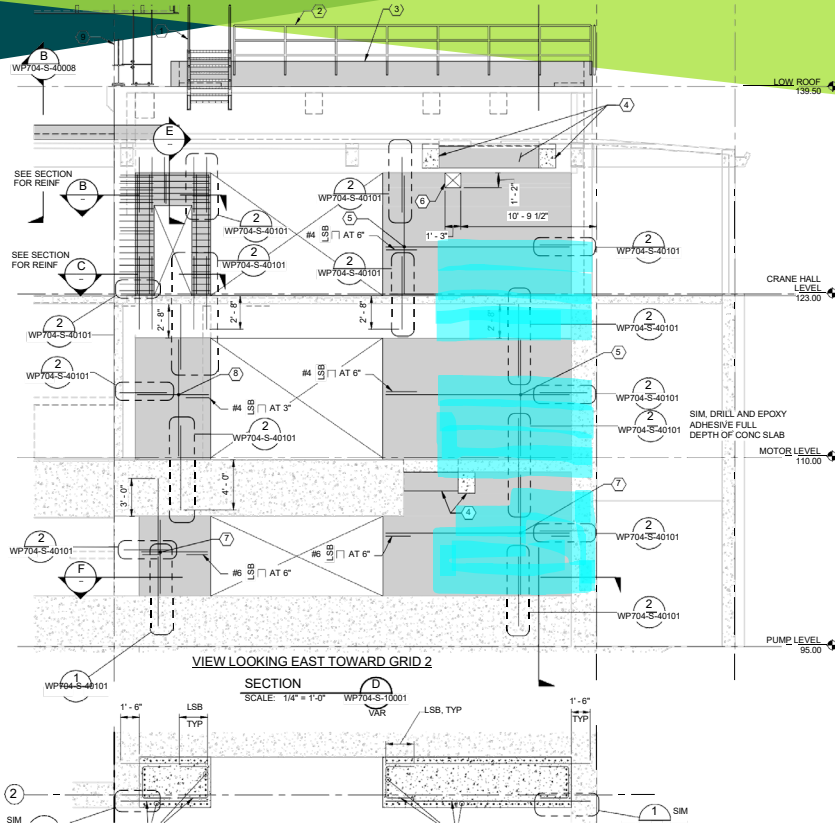 9
1
2
3
B
WP704-S-40008
LOW ROOF
139.50
4
E
-
SEE SECTION
FOR REINF
B
-
2
WP704-S-40101
6
1' - 2"
10' - 9 1/2"
1' - 3"
5
2
WP704-S-40101
#4 LSB AT 6"
2
WP704-S-40101
SEE SECTION
FOR REINF
C
-
2
WP704-S-40101
2
WP704-S-40101
CRANE HALL
LEVEL
123.00
2
WP704-S-40101
2' - 8"
2' - 8"
2' - 8"
2' - 8"
2
WP704-S-40101
5
2
WP704-S-40101
8
#4 LSB AT 6"
2
WP704-S-40101
#4 LSB AT 3"
2
WP704-S-40101
2
WP704-S-40101
SIM, DRILL AND EPOXY
ADHESIVE FULL
DEPTH OF CONC SLAB
MOTOR LEVEL
110.00
3' - 0"
4' - 0"
4
7
2
WP704-S-40101
7
#6 LSB AT 6"
#6 LSB AT 6"
2
WP704-S-40101
F
-
2
WP704-S-40101
PUMP LEVEL
95.00
VIEW LOOKING EAST TOWARD GRID 2
1
WP704-S-40101
SECTION
SCALE: 1/4" = 1'-0"
D
WP704-S-10001
VAR
1' - 6"
LSB
TYP
LSB, TYP
1' - 6"
TYP
2
SIM
1
SIM